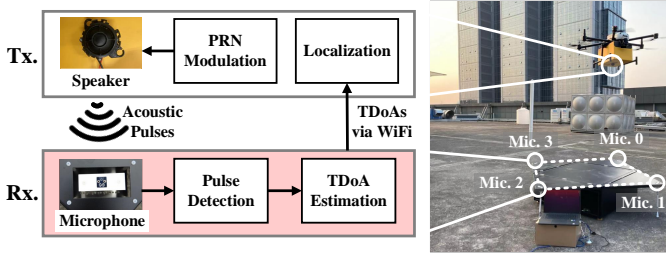 Tx.
Speaker
PRN
Modulation
Localization
Acoustic
Pulses
TDoAs
via WiFi
Rx.
Microphone
Pulse
Detection
TDoA
Estimation
Mic. 3
Mic. 0
Mic. 2
Mic. 1